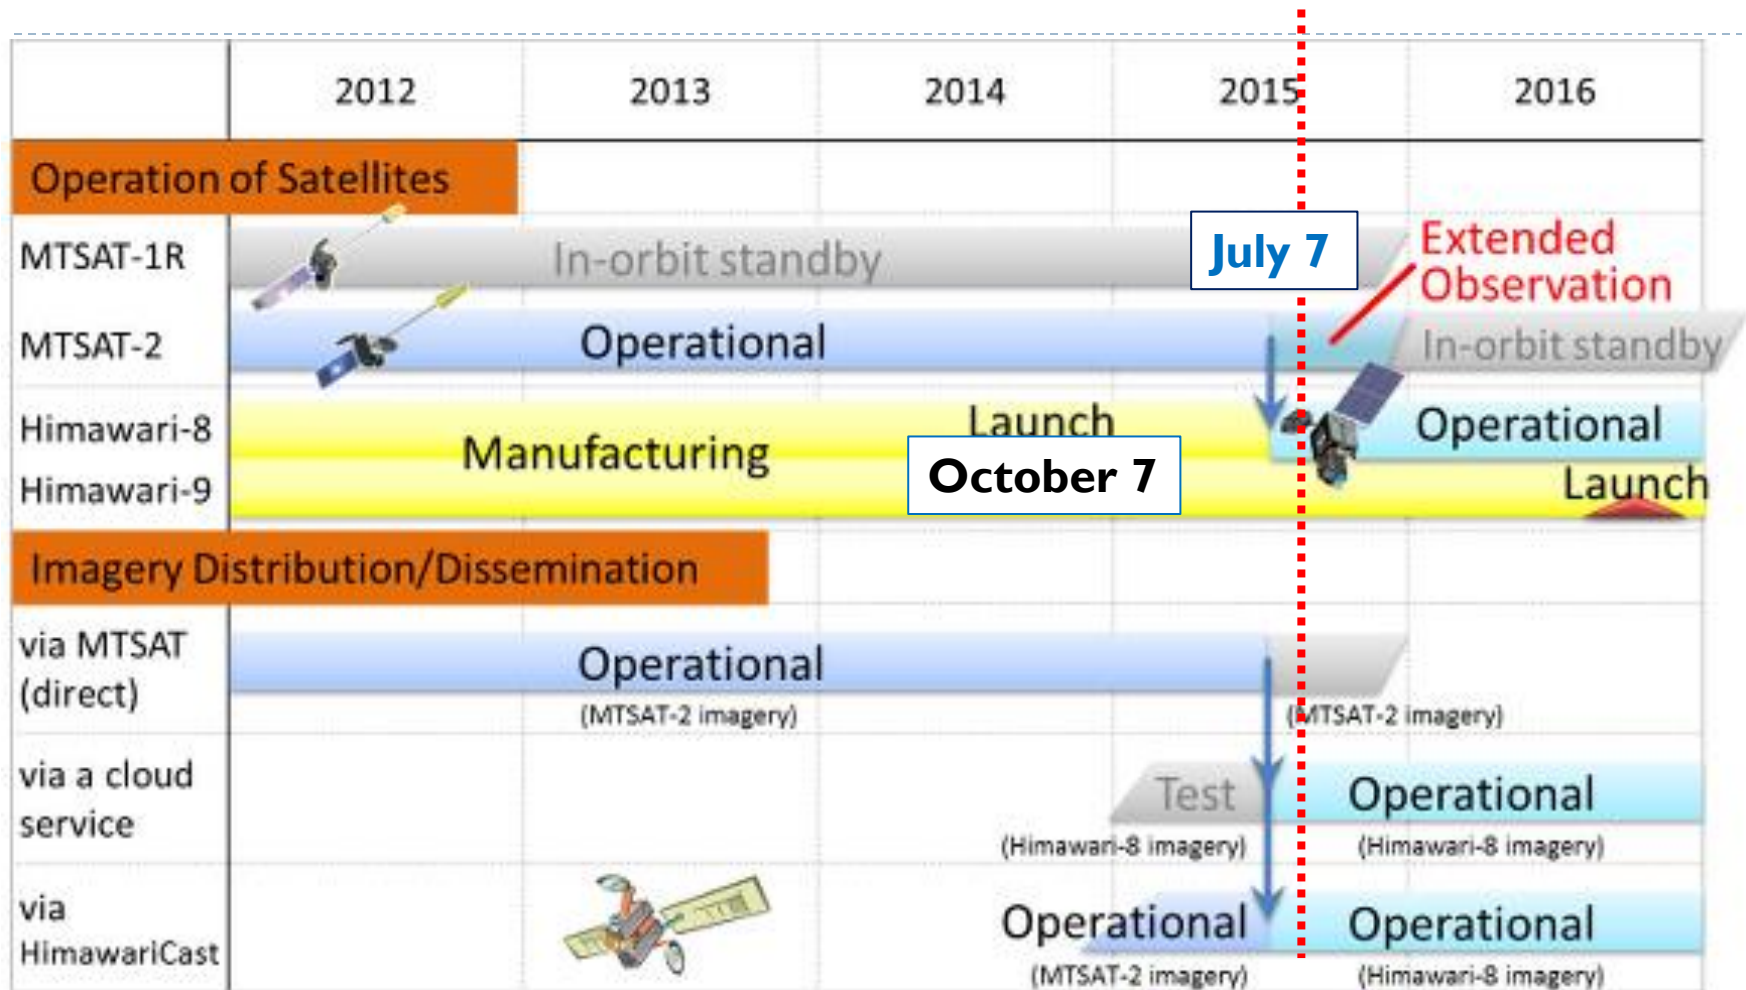 2012 2013 2014 2015 2016
Operation of Satellites
MTSAT-1R In-orbit standby July 7 Extended
Observation
MTSAT-2 Operational In-orbit standby
Himawari-8 Launch Operational
Manufacturing
October 7
Himawari-9 Launch
Imagery Distribution/Dissemination
via MTSAT
(direct)
Operational
(MTSAT-2 imagery) (MTSAT-2 imagery)
via a cloud
service
Test Operational
(Himawari-8 imagery) (Himawari-8 imagery)
via
HimawariCast
Operational Operational
(MTSAT-2 imagery) (Himawari-8 imagery)